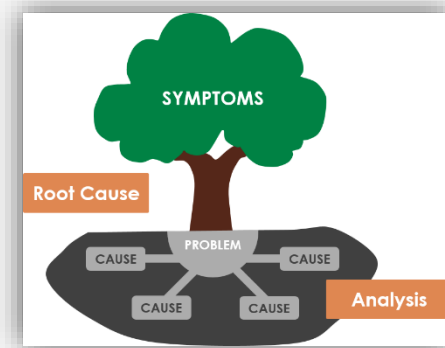 SYMPTOMS
Root Cause
PROBLEM
CAUSE
CAUSE
CAUSE
CAUSE
Analysis